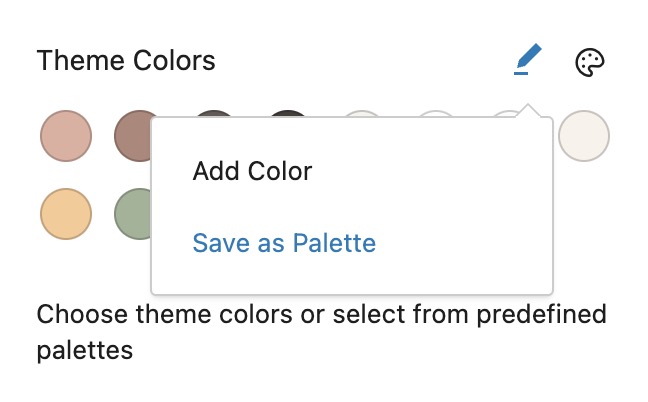 Theme Colors
Add Color
Save as Palette
Choose theme colors or select from predefined
palettes